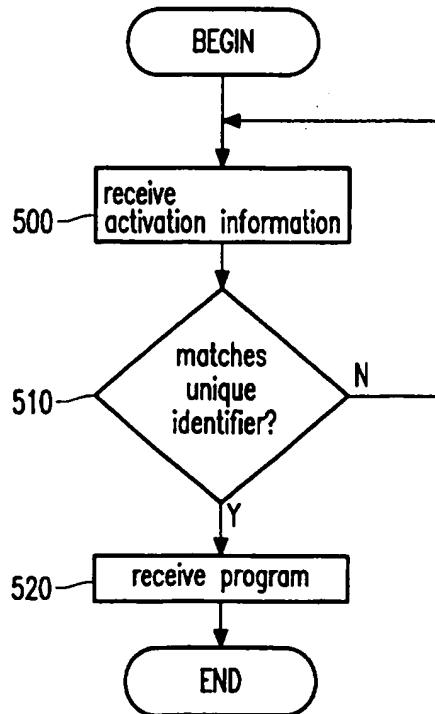 BEGIN
receive
activation information
500
matches
unique
identifier?
N
510
Y
receive program
520
END